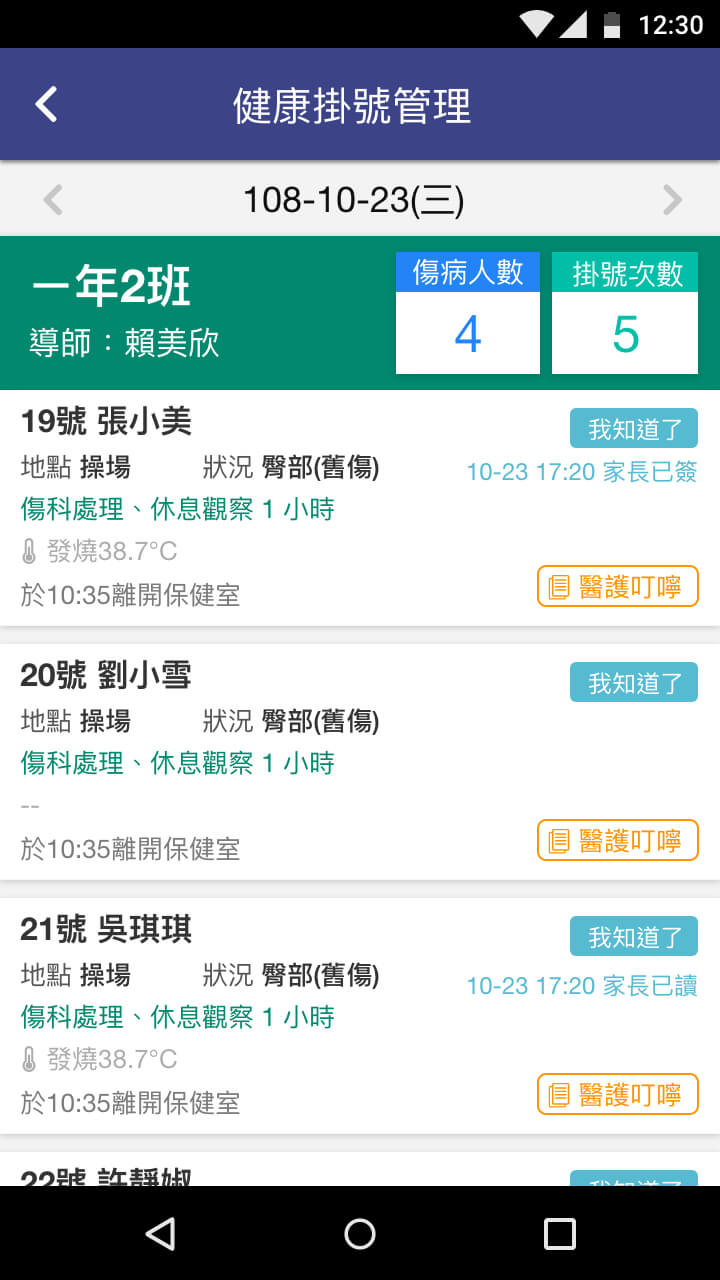 12:30
健康掛號管理
108-10-23(三)
一年2班
導師：賴美欣
傷病人數
4
掛號次數
5
19號 張小美
我知道了
地點 操場 狀況 臀部(舊傷)
10-23 17:20 家長已簽
傷科處理、休息觀察 1 小時
發燒38.7°C
於10:35離開保健室
醫護叮嚀
20號 劉小雪
我知道了
地點 操場 狀況 臀部(舊傷)
傷科處理、休息觀察 1 小時
--
於10:35離開保健室
醫護叮嚀
21號 吳琪琪
我知道了
地點 操場 狀況 臀部(舊傷)
10-23 17:20 家長已讀
傷科處理、休息觀察 1 小時
發燒38.7°C
於10:35離開保健室
醫護叮嚀
22號 許靜娰
我知道了